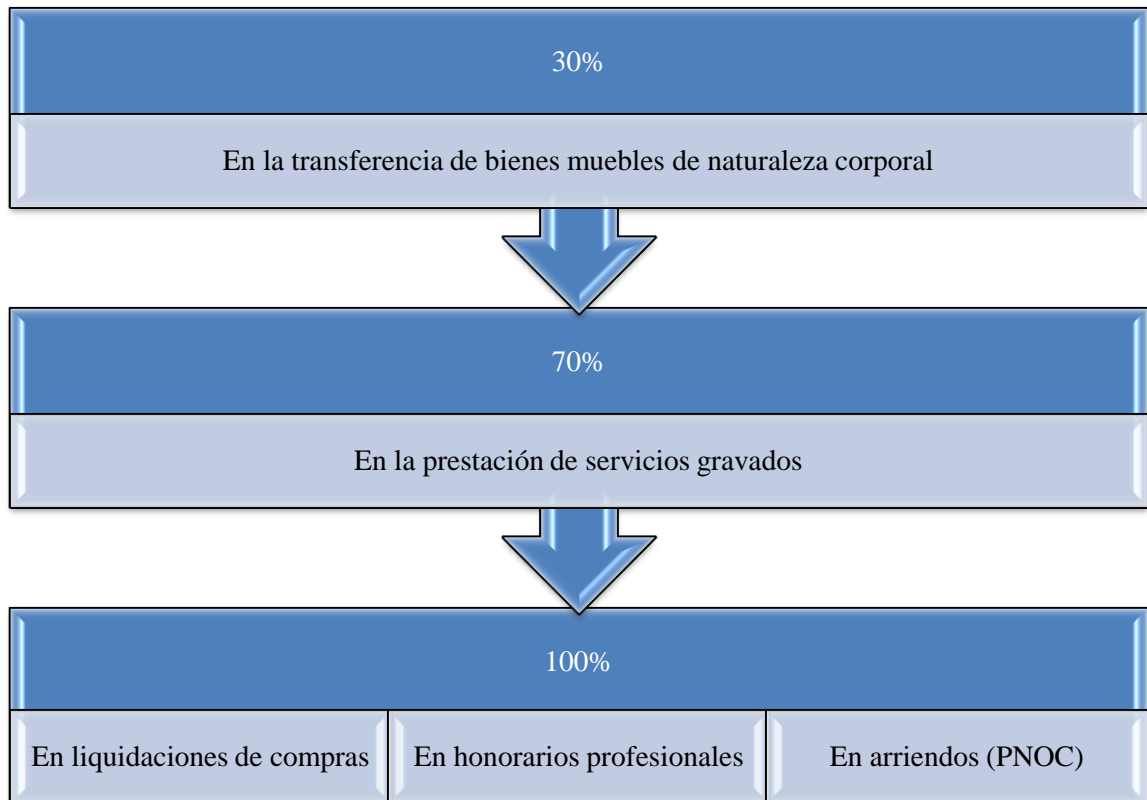 30%
En la transferencia de bienes muebles de naturaleza corporal
70%
En la prestación de servicios gravados
100%
En liquidaciones de compras
En honorarios profesionales
En arriendos (PNOC)